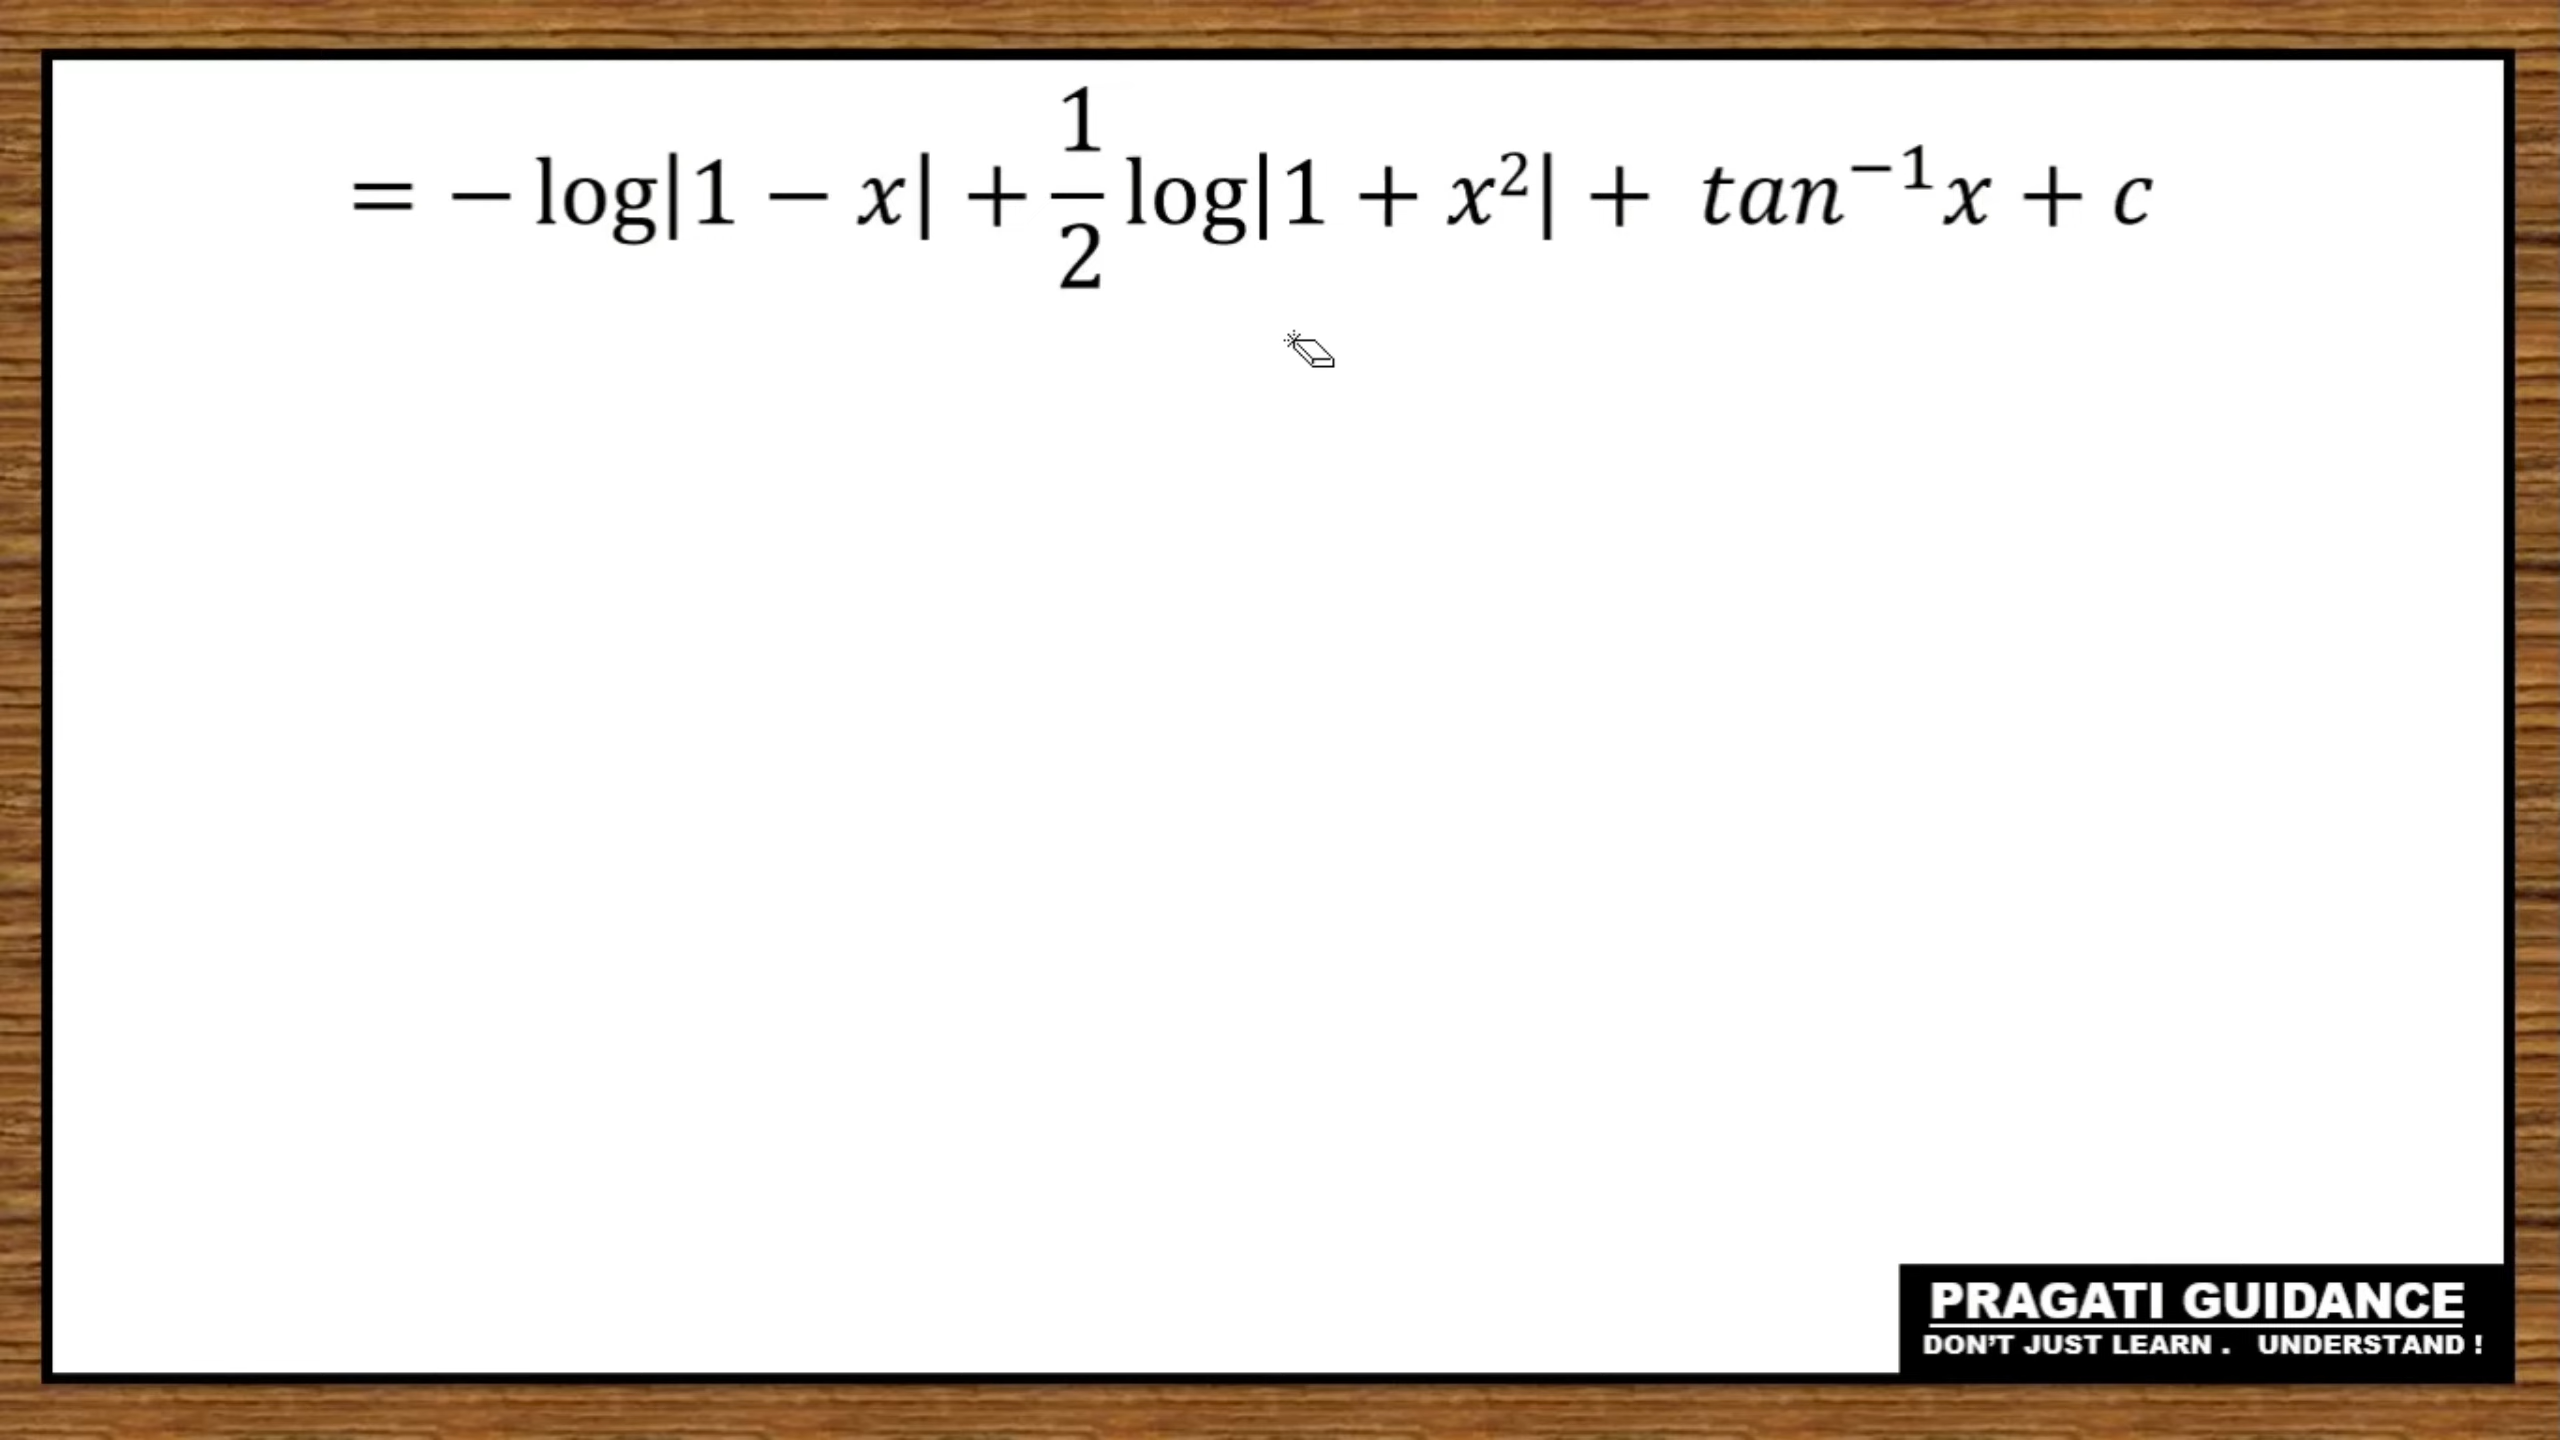 = − log|1 − x| + 1/2 log|1 + x²| + tan⁻¹x + c
PRAGATI GUIDANCE
DON'T JUST LEARN . UNDERSTAND !